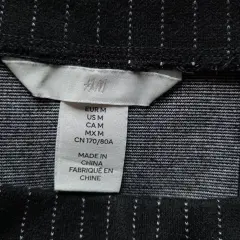 H&M
EUR M
US M
CA M
MX M
CN 170/80A
MADE IN
CHINA
FABRIQUÉ EN
CHINE